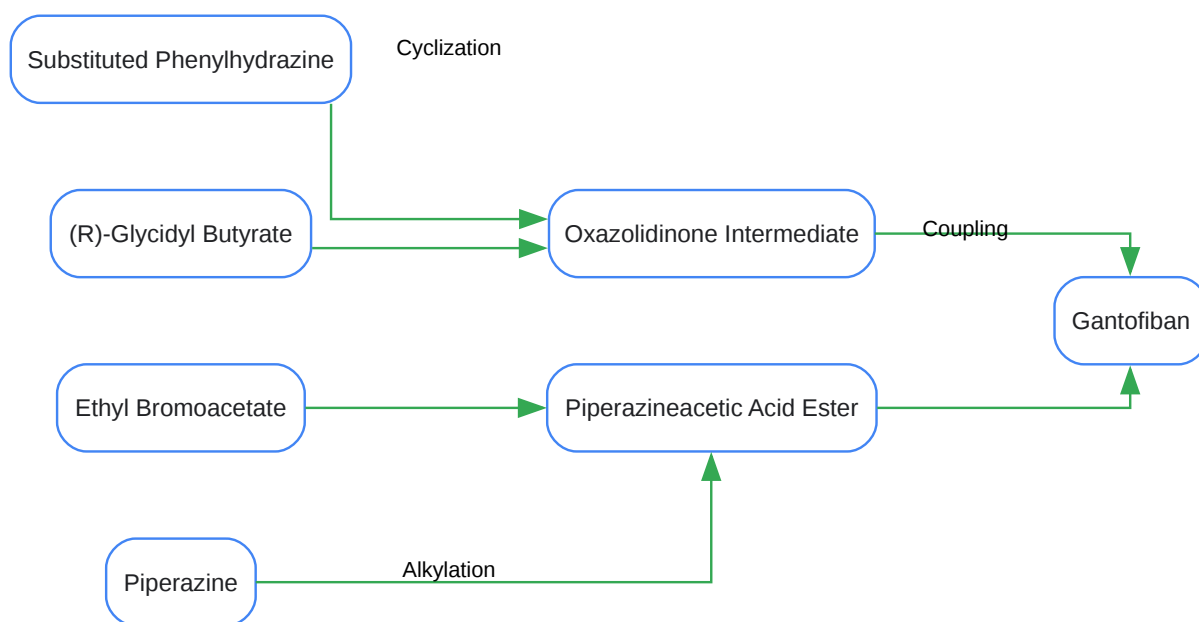 Substituted Phenylhydrazine
Cyclization
(R)-Glycidyl Butyrate
Oxazolidinone Intermediate
Coupling
Gantofiban
Ethyl Bromoacetate
Piperazineacetic Acid Ester
Piperazine
Alkylation